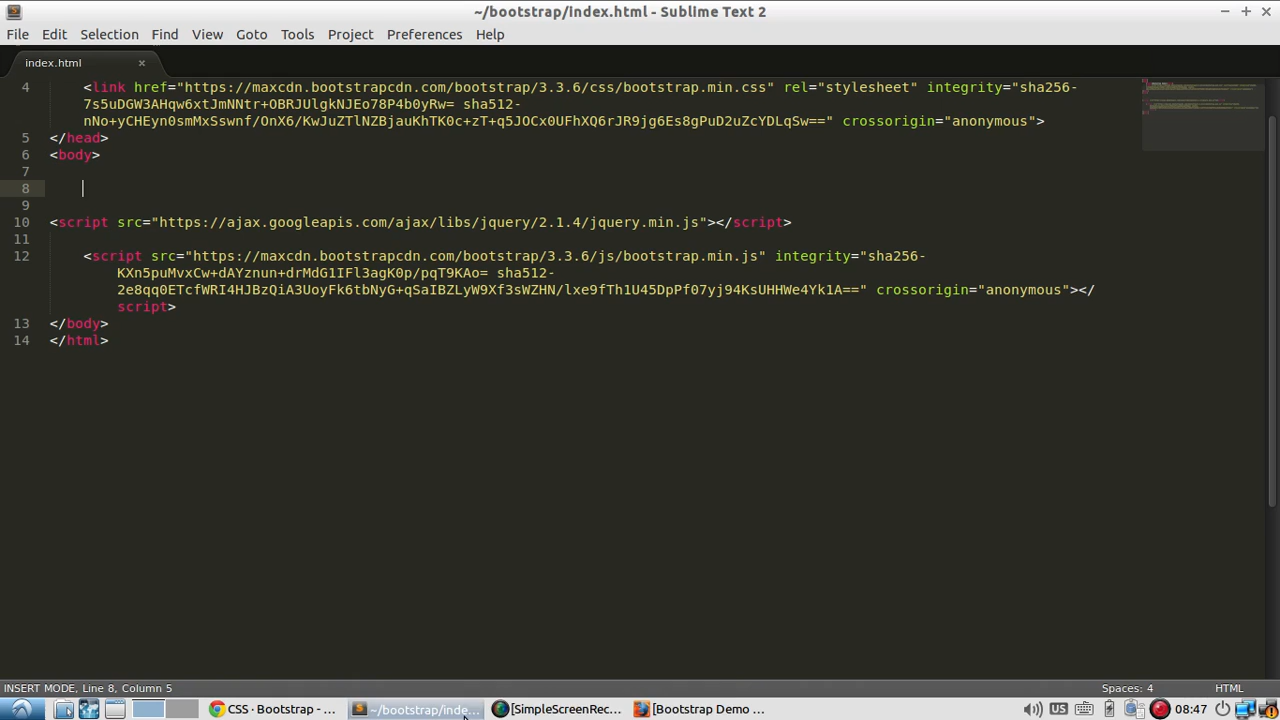 ~/bootstrap/index.html - Sublime Text 2
File Edit Selection Find View Goto Tools Project Preferences Help
index.html ×
4 <link href="https://maxcdn.bootstrapcdn.com/bootstrap/3.3.6/css/bootstrap.min.css" rel="stylesheet" integrity="sha256-
7s5uDGW3AHqw6xtJmNNtr+OBRJUlgkNJEo78P4b0yRw= sha512-
nNo+yCHEyn0smMxSswnf/OnX6/KwJuZTlNZBjauKhTK0c+zT+q5JOCx0UFhXQ6rJR9jg6Es8gPuD2uZcYDLqSw==" crossorigin="anonymous">
5 </head>
6 <body>
7
8
9
10 <script src="https://ajax.googleapis.com/ajax/libs/jquery/2.1.4/jquery.min.js"></script>
11
12 <script src="https://maxcdn.bootstrapcdn.com/bootstrap/3.3.6/js/bootstrap.min.js" integrity="sha256-
KXn5puMvxCw+dAYznun+drMdG1IFl3agK0p/pqT9KAo= sha512-
2e8qq0ETcfWRI4HJBzQiA3UoyFk6tbNyG+qSaIBZLyW9Xf3sWZHN/lxe9fTh1U45DpPf07yj94KsUHHWe4Yk1A==" crossorigin="anonymous"></
script>
13 </body>
14 </html>
INSERT MODE, Line 8, Column 5 Spaces: 4 HTML
CSS · Bootstrap - ... ~/bootstrap/inde... [SimpleScreenRec... [Bootstrap Demo ... US 08:47